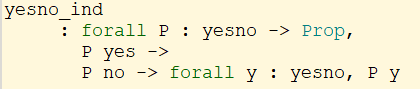 yesno_ind
     : forall P : yesno -> Prop,
       P yes ->
       P no -> forall y : yesno, P y